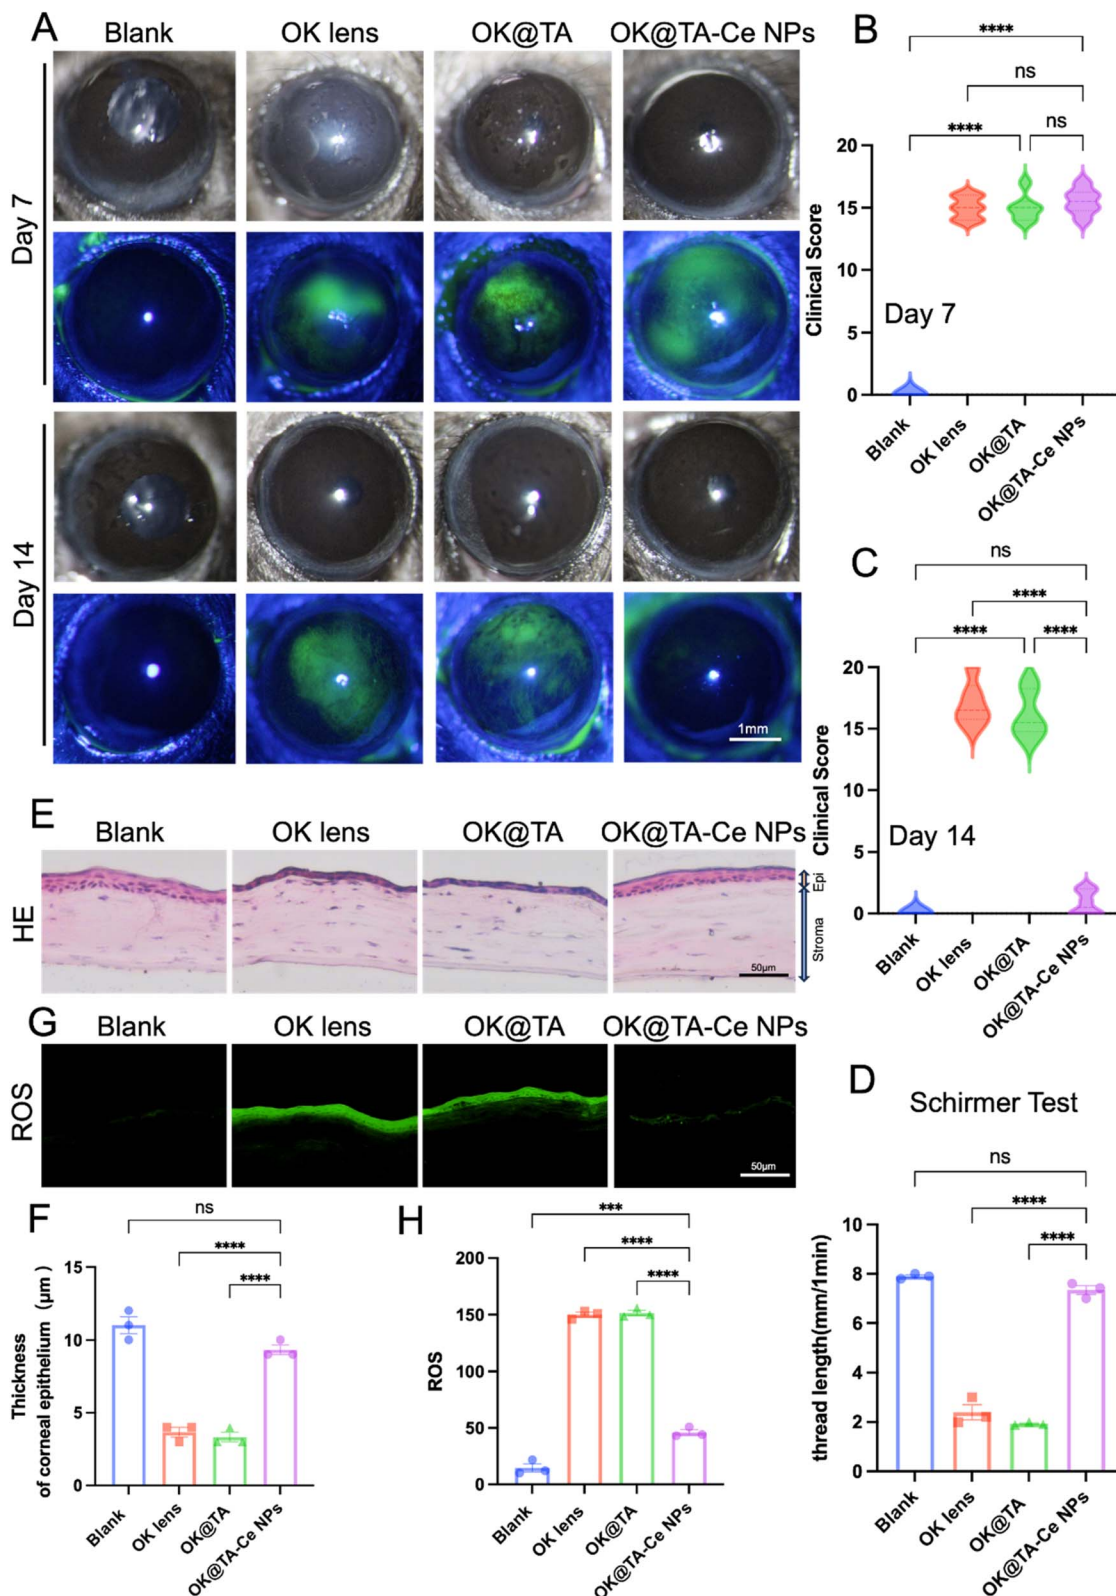 A
Blank
OK lens
OK@TA
OK@TA-Ce NPs
Day 7
Day 14
1mm
B
****
ns
****
ns
20
15
10
5
0
Clinical Score
Day 7
Blank
OK lens
OK@TA
OK@TA-Ce NPs
C
ns
****
****
****
20
15
10
5
0
Clinical Score
Day 14
Blank
OK lens
OK@TA
OK@TA-Ce NPs
E
Blank
OK lens
OK@TA
OK@TA-Ce NPs
HE
Epi
Stroma
50μm
G
Blank
OK lens
OK@TA
OK@TA-Ce NPs
ROS
50μm
D
Schirmer Test
ns
****
****
10
8
6
4
2
0
thread length(mm/1min)
Blank
OK lens
OK@TA
OK@TA-Ce NPs
F
ns
****
****
15
10
5
0
Thickness
of corneal epithelium（μm）
Blank
OK lens
OK@TA
OK@TA-Ce NPs
H
***
****
****
200
150
100
50
0
ROS
Blank
OK lens
OK@TA
OK@TA-Ce NPs